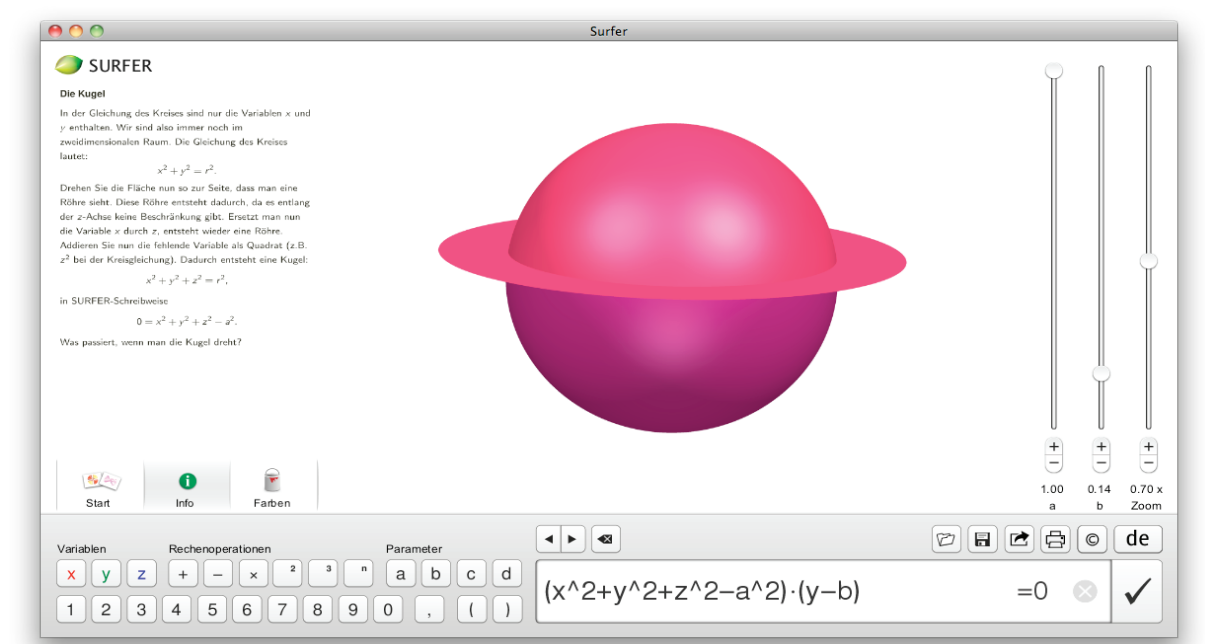 Surfer
SURFER
Die Kugel
In der Gleichung des Kreises sind nur die Variablen x und
y enthalten. Wir sind also immer noch im
zweidimensionalen Raum. Die Gleichung des Kreises
lautet:
x² + y² = r².
Drehen Sie die Fläche nun so zur Seite, dass man eine
Röhre sieht. Diese Röhre entsteht dadurch, da es entlang
der z-Achse keine Beschränkung gibt. Ersetzt man nun
die Variable x durch z, entsteht wieder eine Röhre.
Addieren Sie nun die fehlende Variable als Quadrat (z.B.
z² bei der Kreisgleichung). Dadurch entsteht eine Kugel:
x² + y² + z² = r²,
in SURFER-Schreibweise
0 = x² + y² + z² − a².
Was passiert, wenn man die Kugel dreht?
+ + +
− − −
1.00 0.14 0.70 x
a b Zoom
Start Info Farben
de
Variablen Rechenoperationen Parameter
x y z + − × ² ³ ⁿ a b c d
1 2 3 4 5 6 7 8 9 0 , ( )
(x^2+y^2+z^2−a^2)·(y−b) =0